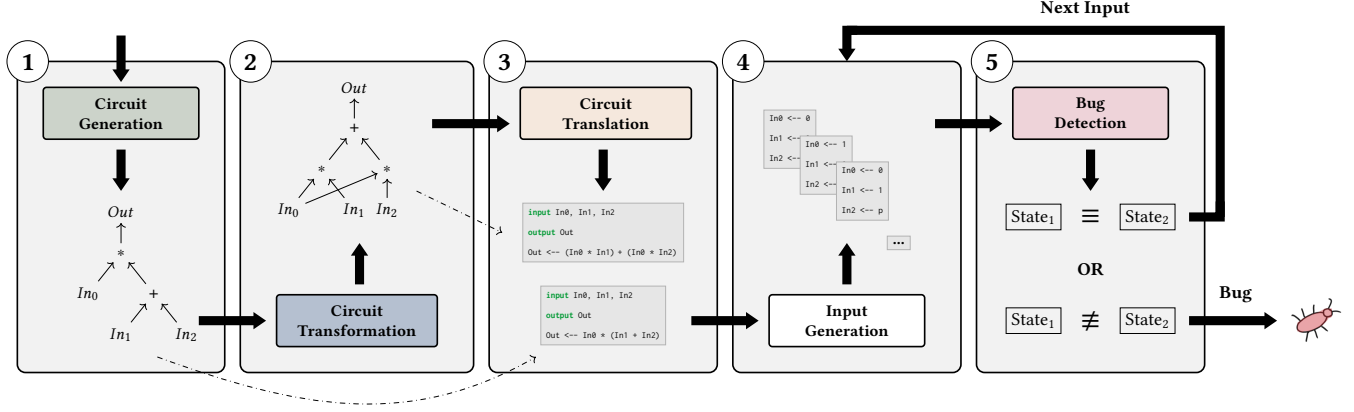 Next Input
1
Circuit
Generation
Out
*
In0
+
In1
In2
2
Out
+
*
*
In0
In1
In2
Circuit
Transformation
3
Circuit
Translation
input In0, In1, In2
output Out
Out <-- (In0 * In1) + (In0 * In2)
input In0, In1, In2
output Out
Out <-- In0 * (In1 + In2)
4
In0 <-- 0
In1 <--
In2 <--
In0 <-- 1
In1 <--
In2 <--
In0 <-- 0
In1 <-- 1
In2 <-- p
...
Input
Generation
5
Bug
Detection
State1 ≡ State2
OR
State1 ≢ State2
Bug